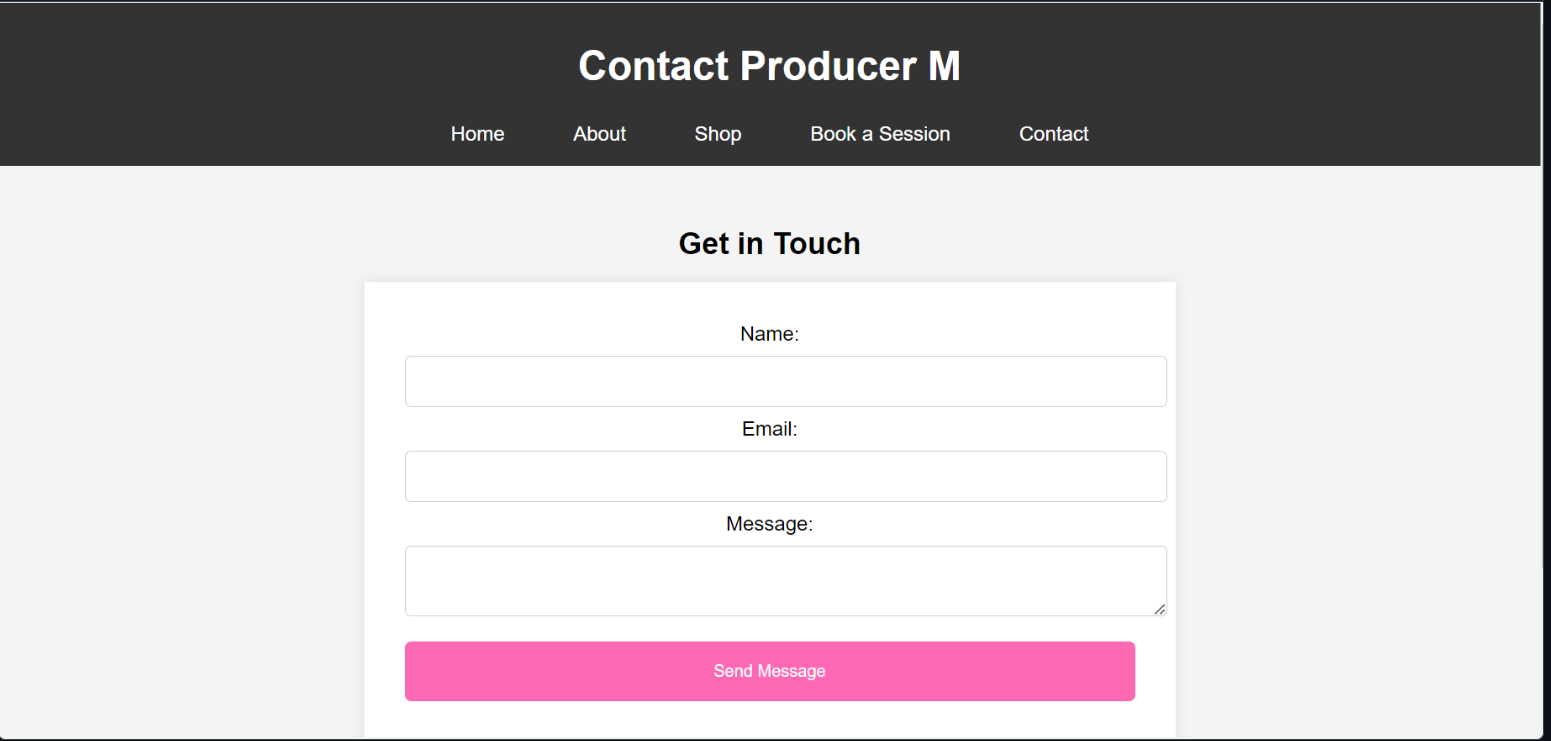 Contact Producer M
Home About Shop Book a Session Contact
Get in Touch
Name:
Email:
Message:
Send Message